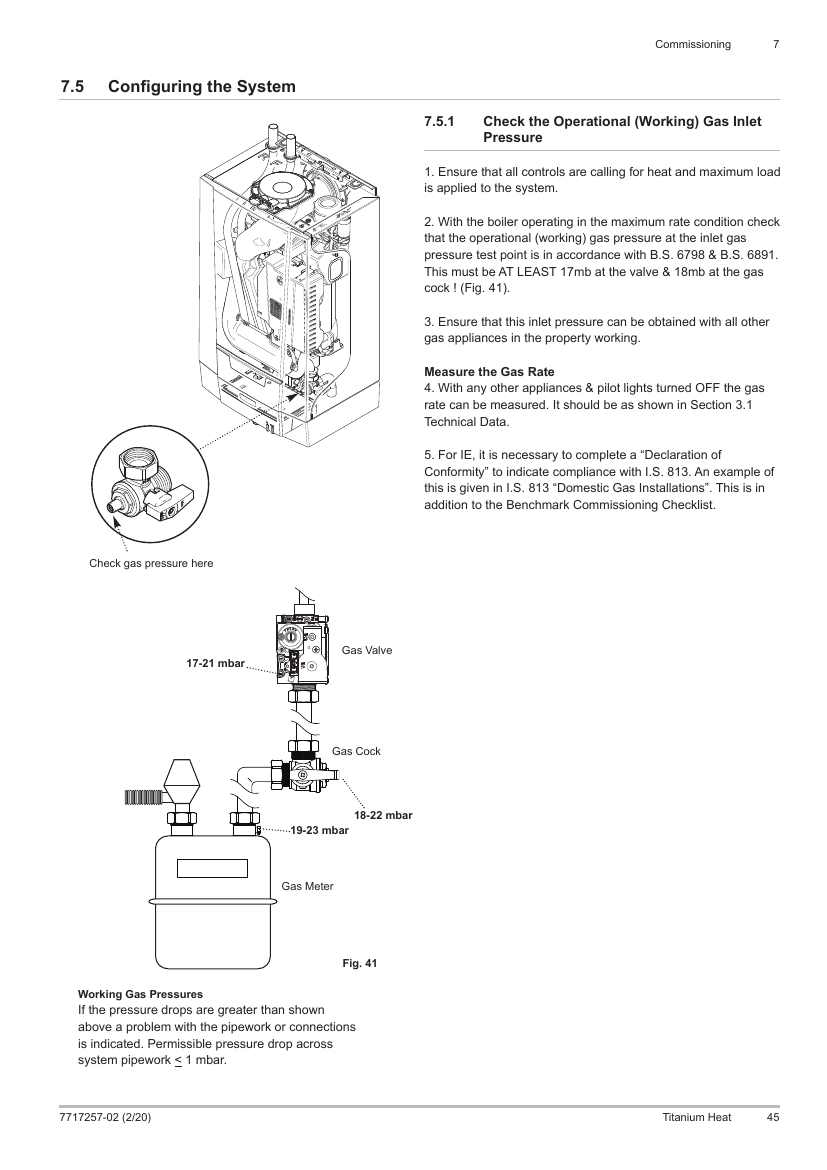 Commissioning 7
7.5 Configuring the System
7.5.1 Check the Operational (Working) Gas Inlet
Pressure
1. Ensure that all controls are calling for heat and maximum load
is applied to the system.
2. With the boiler operating in the maximum rate condition check
that the operational (working) gas pressure at the inlet gas
pressure test point is in accordance with B.S. 6798 & B.S. 6891.
This must be AT LEAST 17mb at the valve & 18mb at the gas
cock ! (Fig. 41).
3. Ensure that this inlet pressure can be obtained with all other
gas appliances in the property working.
Measure the Gas Rate
4. With any other appliances & pilot lights turned OFF the gas
rate can be measured. It should be as shown in Section 3.1
Technical Data.
5. For IE, it is necessary to complete a “Declaration of
Conformity” to indicate compliance with I.S. 813. An example of
this is given in I.S. 813 “Domestic Gas Installations”. This is in
addition to the Benchmark Commissioning Checklist.
Check gas pressure here
Gas Valve
17-21 mbar
Gas Cock
18-22 mbar
19-23 mbar
Gas Meter
Fig. 41
Working Gas Pressures
If the pressure drops are greater than shown
above a problem with the pipework or connections
is indicated. Permissible pressure drop across
system pipework ≤ 1 mbar.
7717257-02 (2/20) Titanium Heat 45